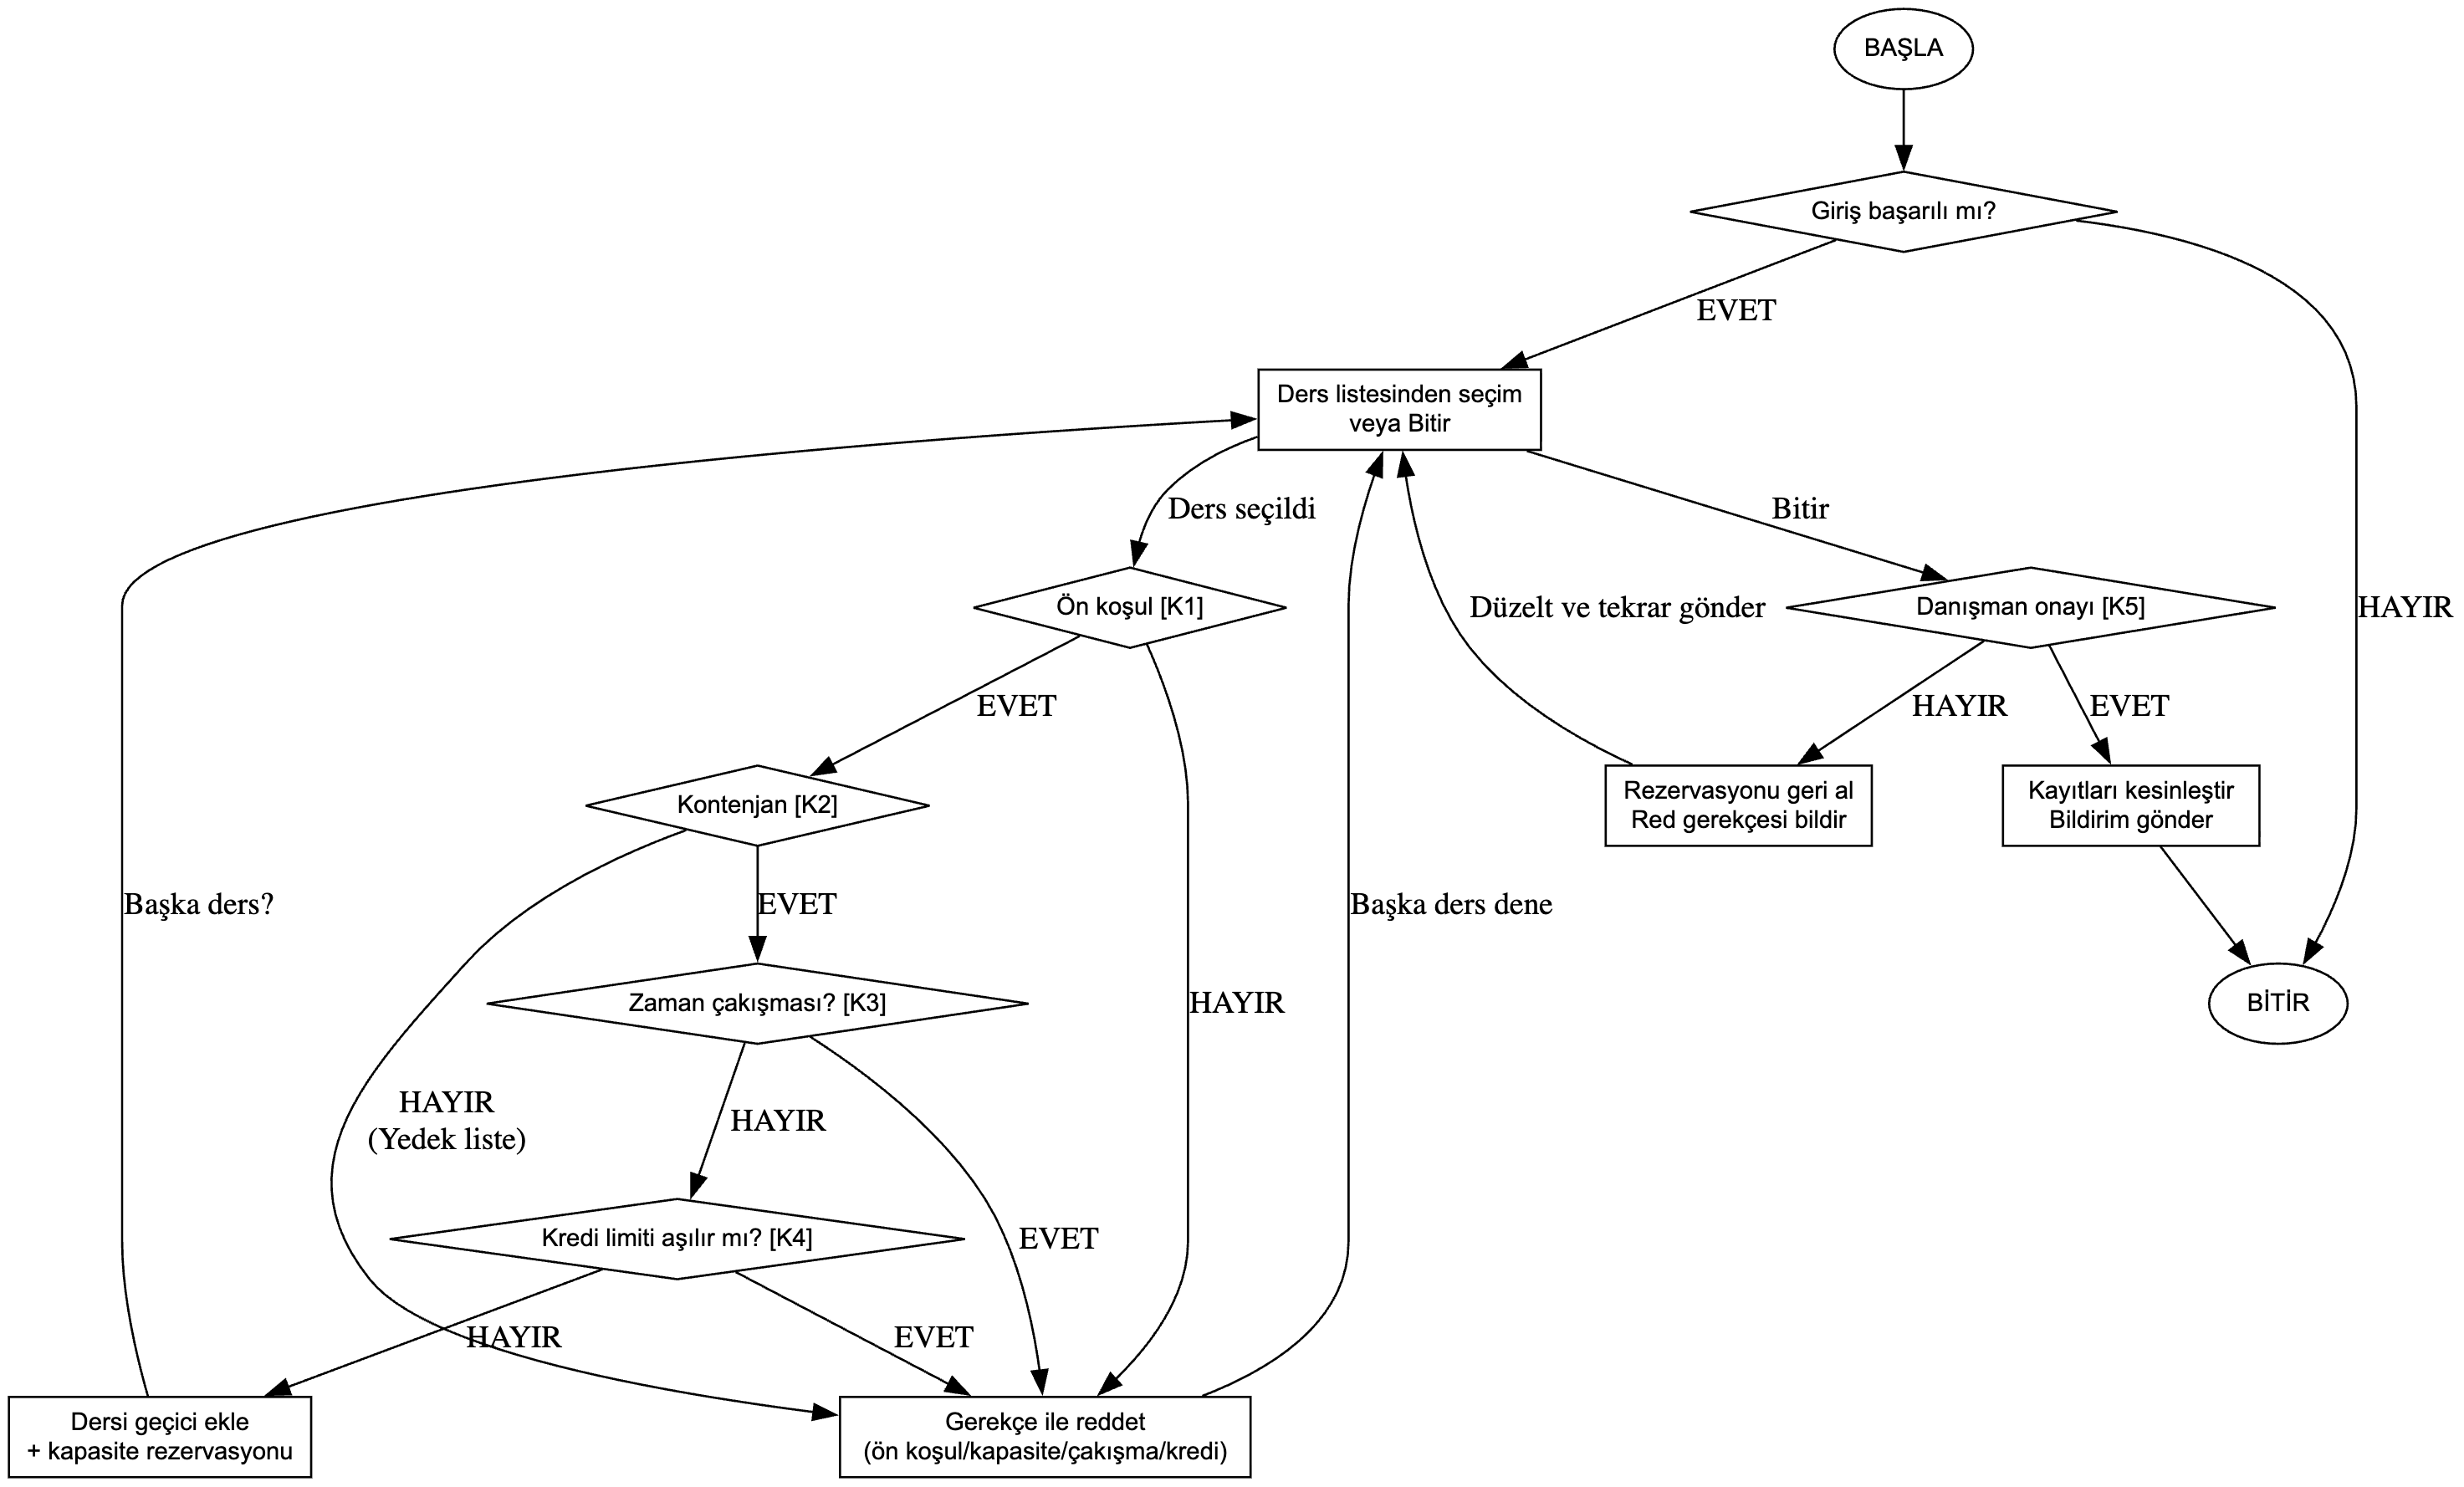 BAŞLA
Giriş başarılı mı?
EVET
Ders listesinden seçim
veya Bitir
Ders seçildi
Bitir
Ön koşul [K1]
Düzelt ve tekrar gönder
Danışman onayı [K5]
HAYIR
EVET
HAYIR
EVET
Kontenjan [K2]
Rezervasyonu geri al
Red gerekçesi bildir
Kayıtları kesinleştir
Bildirim gönder
Başka ders?
EVET
Başka ders dene
Zaman çakışması? [K3]
HAYIR
BİTİR
HAYIR
(Yedek liste)
HAYIR
Kredi limiti aşılır mı? [K4]
EVET
HAYIR
EVET
Dersi geçici ekle
+ kapasite rezervasyonu
Gerekçe ile reddet
(ön koşul/kapasite/çakışma/kredi)